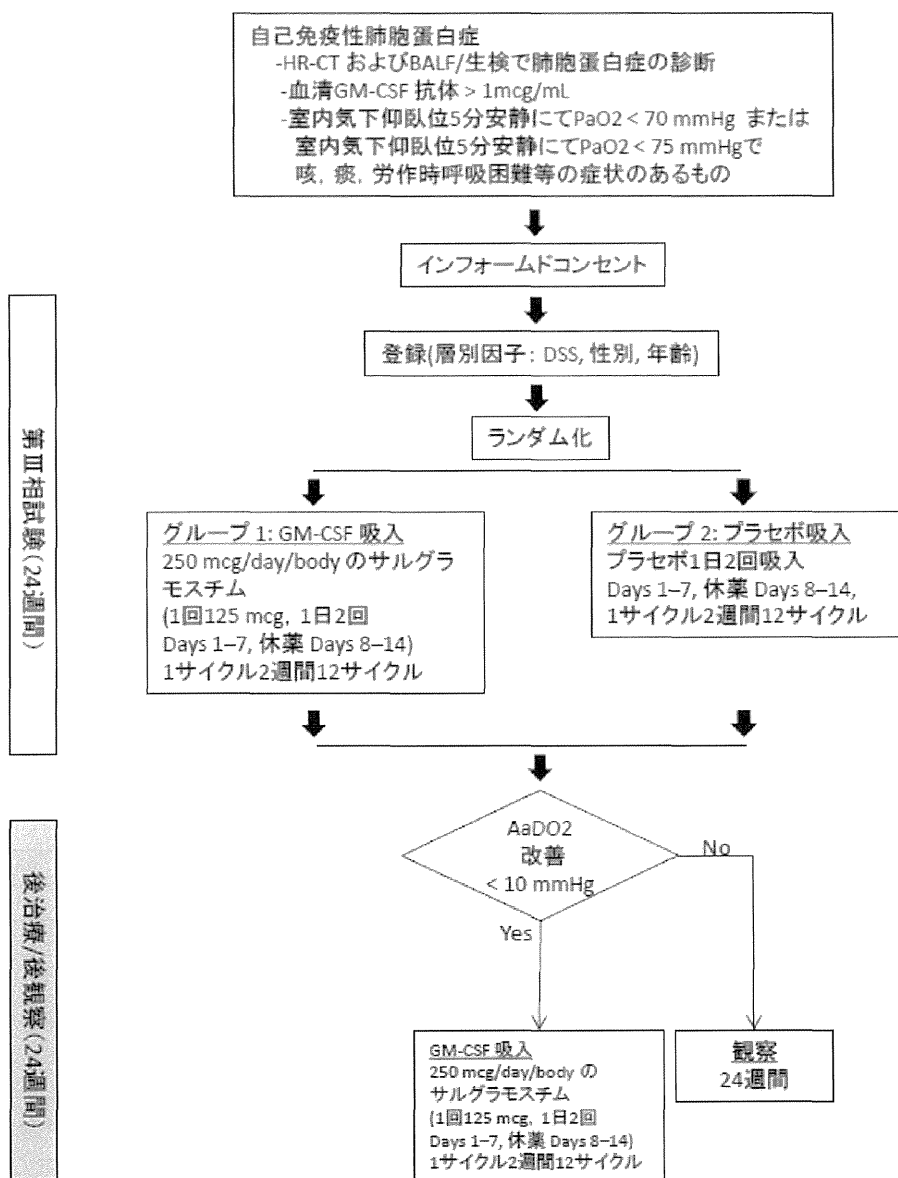 自己免疫性肺胞蛋白症
-HR-CT およびBALF/生検で肺胞蛋白症の診断
-血清GM-CSF 抗体 > 1mcg/mL
-室内気下仰臥位5分安静にてPaO2 < 70 mmHg または
室内気下仰臥位5分安静にてPaO2 < 75 mmHgで
咳, 痰, 労作時呼吸困難等の症状のあるもの
インフォームドコンセント
登録(層別因子: DSS, 性別, 年齢)
ランダム化
第Ⅲ相試験(24週間)
グループ 1: GM-CSF 吸入
250 mcg/day/body のサルグラ
モスチム
(1回125 mcg, 1日2回
Days 1–7, 休薬 Days 8–14)
1サイクル2週間12サイクル
グループ 2: プラセボ吸入
プラセボ1日2回吸入
Days 1–7, 休薬 Days 8–14,
1サイクル2週間12サイクル
AaDO2
改善
< 10 mmHg
No
Yes
後治療/後観察(24週間)
GM-CSF 吸入
250 mcg/day/body の
サルグラモスチム
(1回125 mcg, 1日2回
Days 1–7, 休薬 Days 8–14)
1サイクル2週間12サイクル
観察
24週間